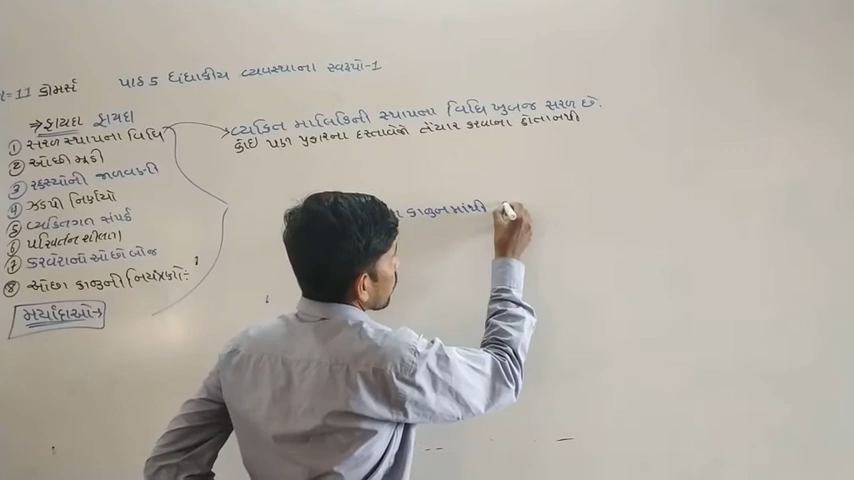 -11 કોમર્સ પાઠ 5 ધંધાકીય વ્યવસ્થાના સ્વરૂપો-1
⇒ ફાયદા ફાયદા
① સરળ સ્થાપના વિધિ
② ઓછી મૂડી
③ રહસ્યોની જાળવણી
④ ઝડપી નિર્ણયો
⑤ વ્યક્તિગત સંપર્ક
⑥ પરિવર્તનશીલતા
⑦ કરવેરાનો ઓછો બોજ
⑧ ઓછા કાનુની નિયંત્રણો:-
મર્યાદાઓ→
વ્યકિત માલિકિની સ્થાપના વિધિ ખુબજ સરળ છે.
કુંઈ પણ પ્રકારના દસ્તાવેજો તૈયાર કરવાના હોતા નથી
કાનુનમાંથી